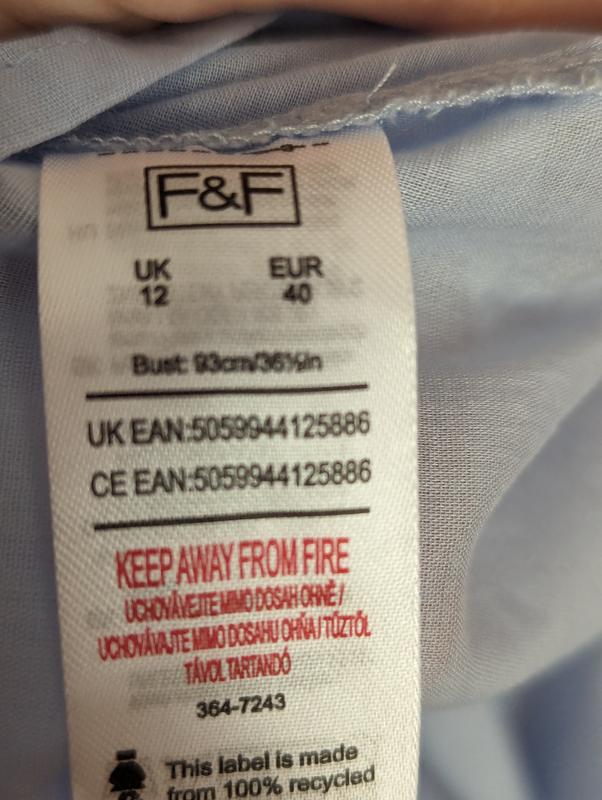 F&F
UK EUR
12 40
Bust: 93cm/36½in
UK EAN:5059944125886
CE EAN:5059944125886
KEEP AWAY FROM FIRE
UCHOVÁVEJTE MIMO DOSAH OHNĚ /
UCHOVÁVAJTE MIMO DOSAHU OHŇA / TŰZTŐL
TÁVOL TARTANDÓ
364-7243
This label is made
from 100% recycled